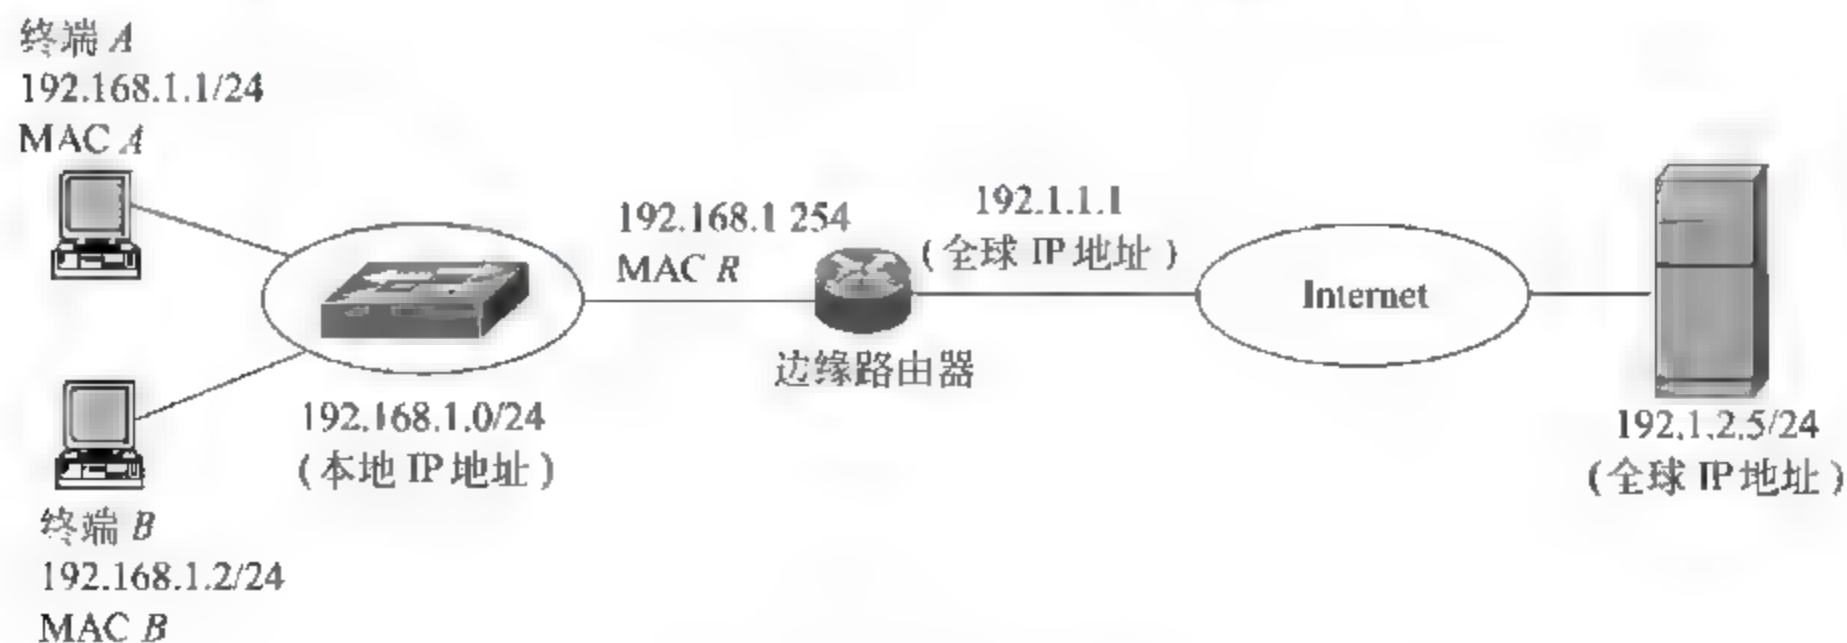 终端 A
192.168.1.1/24
MAC A
192.168.1 254
MAC R
192.1.1.1
(全球 IP 地址)
Internet
边缘路由器
192.168.1.0/24
(本地 IP 地址)
192.1.2.5/24
(全球 IP 地址)
终端 B
192.168.1.2/24
MAC B